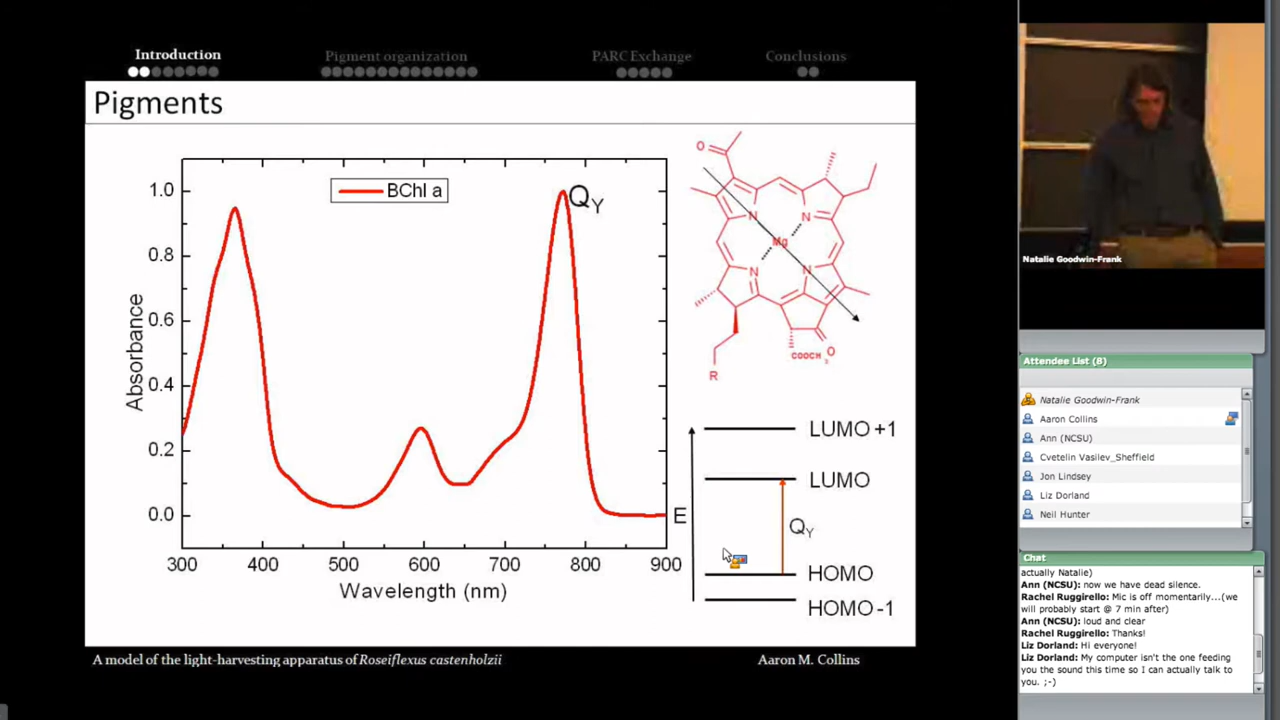 Introduction
Pigment organization
PARC Exchange
Conclusions
Pigments
BChl a
QY
1.0
0.8
0.6
0.4
0.2
0.0
Absorbance
300 400 500 600 700 800 900
Wavelength (nm)
O
N
N
Mg
N
N
O
COOCH3
R
E
LUMO+1
LUMO
QY
HOMO
HOMO-1
A model of the light-harvesting apparatus of Roseiflexus castenholzii
Aaron M. Collins
Natalie Goodwin-Frank
Attendee List (8)
Natalie Goodwin-Frank
Aaron Collins
Ann (NCSU)
Cvetelin Vasilev_Sheffield
Jon Lindsey
Liz Dorland
Neil Hunter
Chat
actually Natalie)
Ann (NCSU): now we have dead silence.
Rachel Ruggirello: Mic is off momentarily...(we
will probably start @ 7 min after)
Ann (NCSU): loud and clear
Rachel Ruggirello: Thanks!
Liz Dorland: Hi everyone!
Liz Dorland: My computer isn't the one feeding
you the sound this time so I can actually talk to
you. ;-)